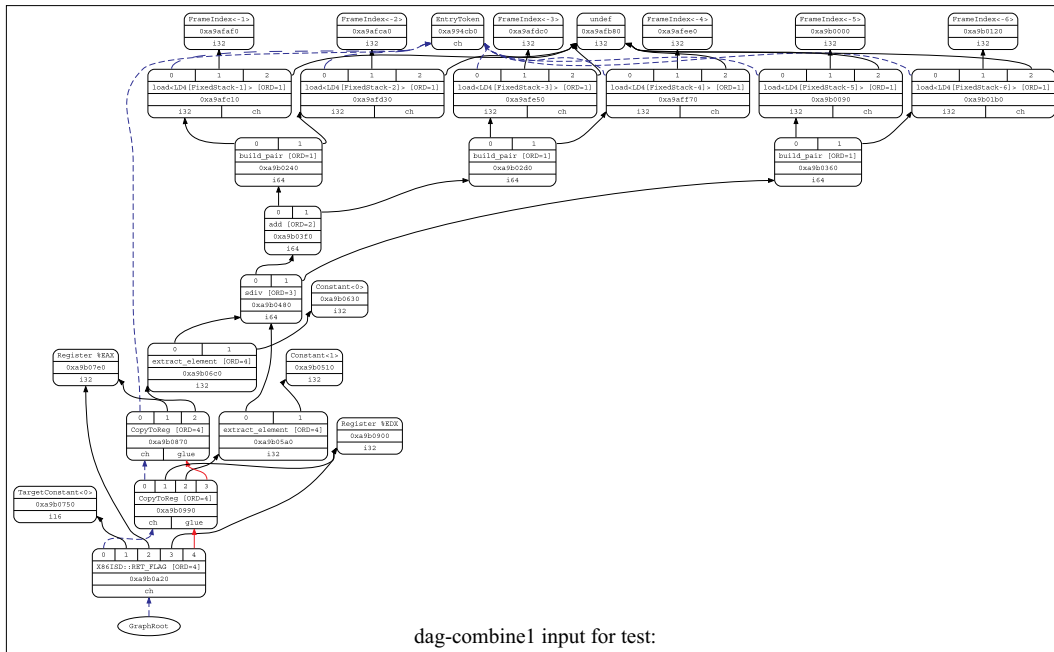 FrameIndex<-1> FrameIndex<-2> EntryToken FrameIndex<-3> undef FrameIndex<-4> FrameIndex<-5> FrameIndex<-6>
0xa9afaf0 0xa9afca0 0xa994cb0 0xa9afdc0 0xa9afb80 0xa9afee0 0xa9b0000 0xa9b0120
i32 i32 ch i32 i32 i32 i32 i32
0 1 2 0 1 2 0 1 2 0 1 2 0 1 2 0 1 2
load<LD4[FixedStack-1]> [ORD=1] load<LD4[FixedStack-2]> [ORD=1] load<LD4[FixedStack-3]> [ORD=1] load<LD4[FixedStack-4]> [ORD=1] load<LD4[FixedStack-5]> [ORD=1] load<LD4[FixedStack-6]> [ORD=1]
0xa9afc10 0xa9afd30 0xa9afe50 0xa9aff70 0xa9b0090 0xa9b01b0
i32 ch i32 ch i32 ch i32 ch i32 ch i32 ch
0 1 0 1 0 1
build_pair [ORD=1] build_pair [ORD=1] build_pair [ORD=1]
0xa9b0240 0xa9b02d0 0xa9b0360
i64 i64 i64
0 1
add [ORD=2]
0xa9b03f0
i64
0 1
sdiv [ORD=3]
0xa9b0480
i64
Constant<0>
0xa9b0630
i32
0 1
extract_element [ORD=4]
0xa9b06c0
i32
Register %EAX
0xa9b07e0
i32
Constant<1>
0xa9b0510
i32
0 1 2
CopyToReg [ORD=4]
0xa9b0870
ch glue
0 1
extract_element [ORD=4]
0xa9b05a0
i32
Register %EDX
0xa9b0900
i32
0 1 2 3
CopyToReg [ORD=4]
0xa9b0990
ch glue
TargetConstant<0>
0xa9b0750
i16
0 1 2 3 4
X86ISD::RET_FLAG [ORD=4]
0xa9b0a20
ch
GraphRoot
dag-combine1 input for test: